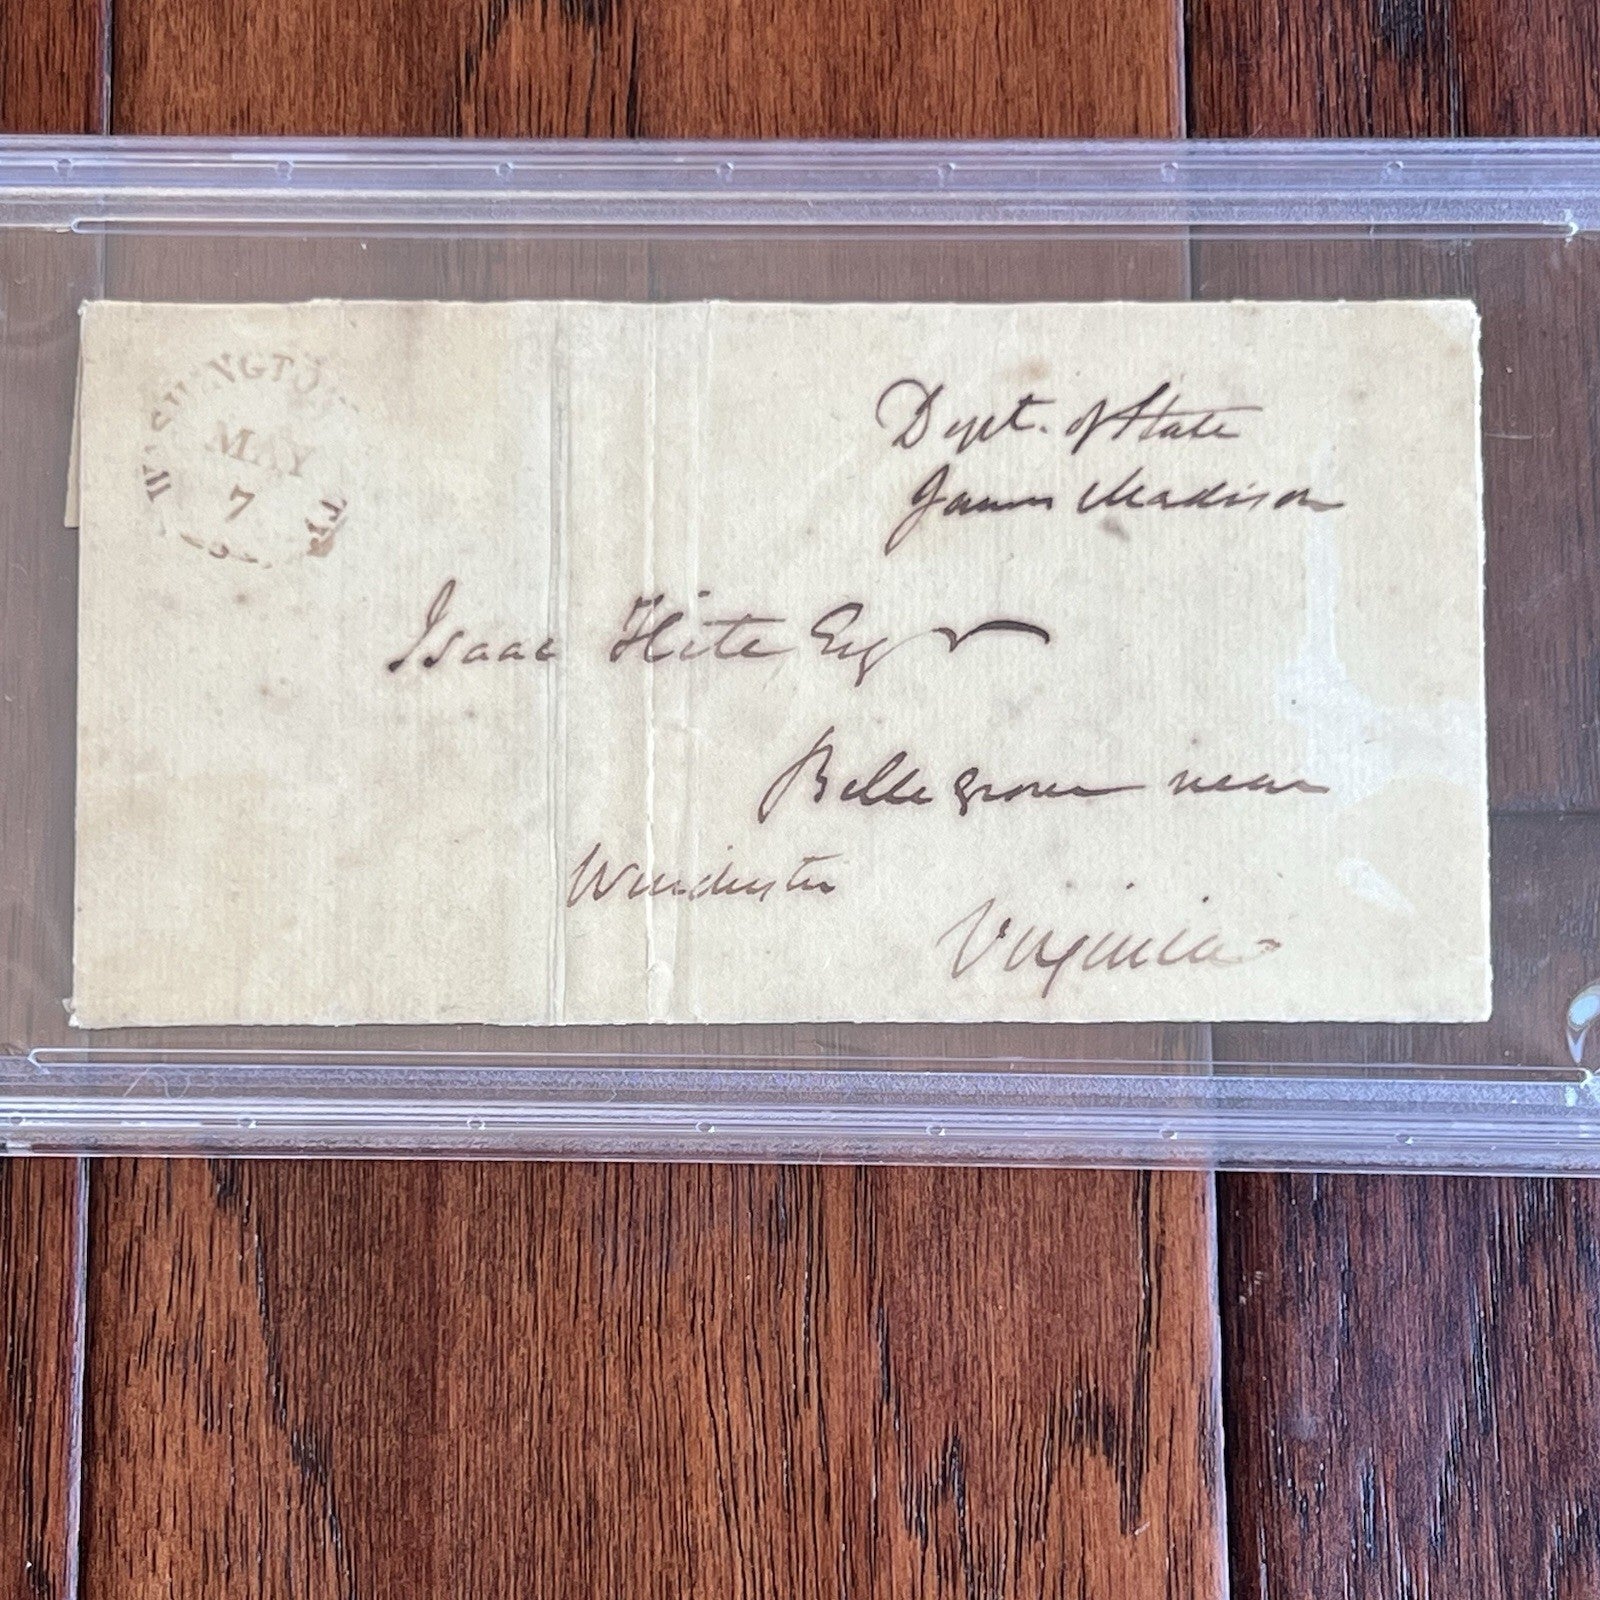 WASHINGTON
MAY
7
Dept. of State
James Madison
Isaac Hite Esqr
Belle grove near
Winchester
Virginia